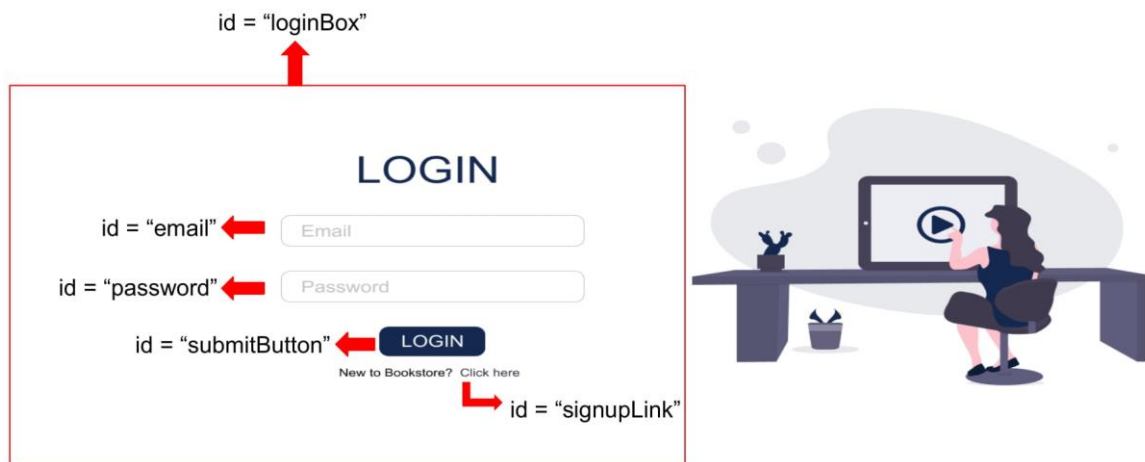 id = “loginBox”
LOGIN
id = “email”
Email
id = “password”
Password
id = “submitButton”
LOGIN
New to Bookstore? Click here
id = “signupLink”